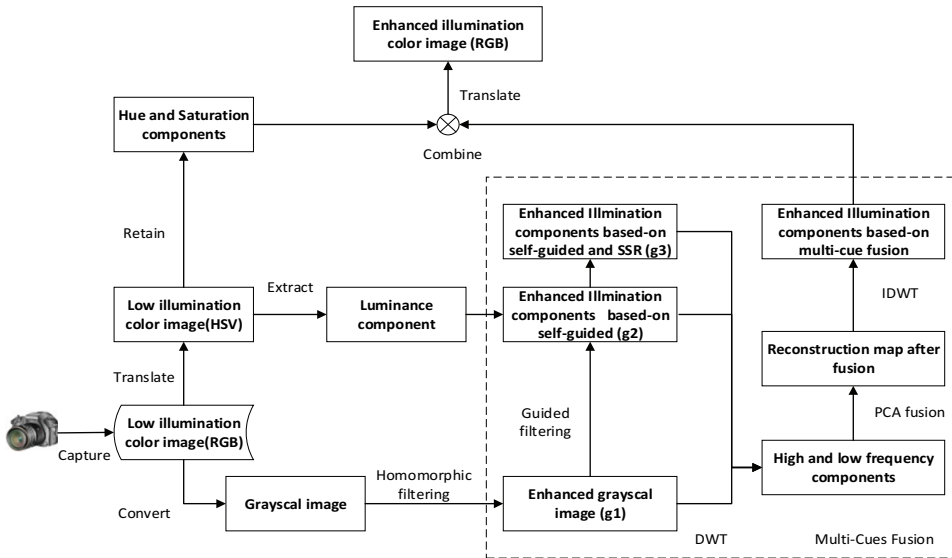 Enhanced illumination
color image (RGB)
Translate
Hue and Saturation
components
Combine
Retain
Enhanced Illmination
components based-on
self-guided and SSR (g3)
Enhanced Illumination
components based-on
multi-cue fusion
Extract
IDWT
Low illumination
color image(HSV)
Luminance
component
Enhanced Illmination
components based-on
self-guided (g2)
Reconstruction map after
fusion
Translate
Guided
filtering
PCA fusion
Low illumination
color image(RGB)
Capture
High and low frequency
components
Homomorphic
filtering
Convert
Grayscal image
Enhanced grayscal
image (g1)
DWT
Multi-Cues Fusion